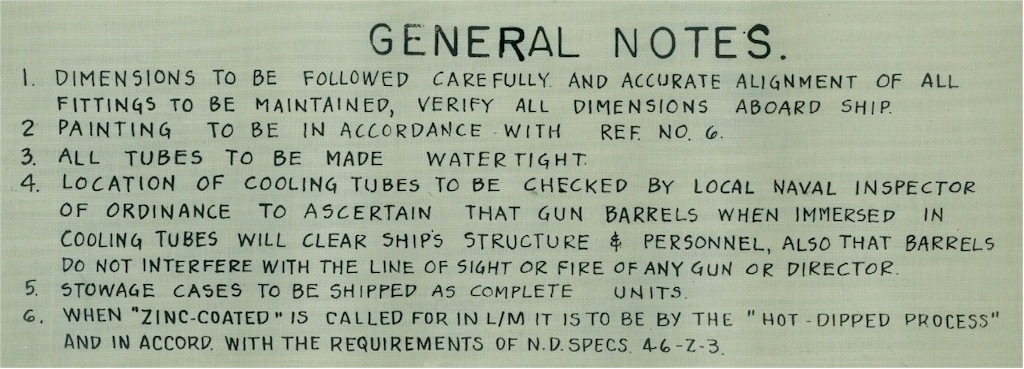 GENERAL NOTES.
1. DIMENSIONS TO BE FOLLOWED CAREFULLY. AND ACCURATE ALIGNMENT OF ALL
FITTINGS TO BE MAINTAINED, VERIFY ALL DIMENSIONS ABOARD SHIP.
2 PAINTING TO BE IN ACCORDANCE WITH REF. NO. 6.
3. ALL TUBES TO BE MADE WATERTIGHT.
4. LOCATION OF COOLING TUBES TO BE CHECKED BY LOCAL NAVAL INSPECTOR
OF ORDINANCE TO ASCERTAIN THAT GUN BARRELS WHEN IMMERSED IN
COOLING TUBES WILL CLEAR SHIP'S STRUCTURE & PERSONNEL, ALSO THAT BARRELS
DO NOT INTERFERE WITH THE LINE OF SIGHT OR FIRE OF ANY GUN OR DIRECTOR.
5. STOWAGE CASES TO BE SHIPPED AS COMPLETE UNITS.
6. WHEN "ZINC-COATED" IS CALLED FOR IN L/M IT IS TO BE BY THE "HOT-DIPPED PROCESS"
AND IN ACCORD. WITH THE REQUIREMENTS OF N.D. SPECS. 46-Z-3.